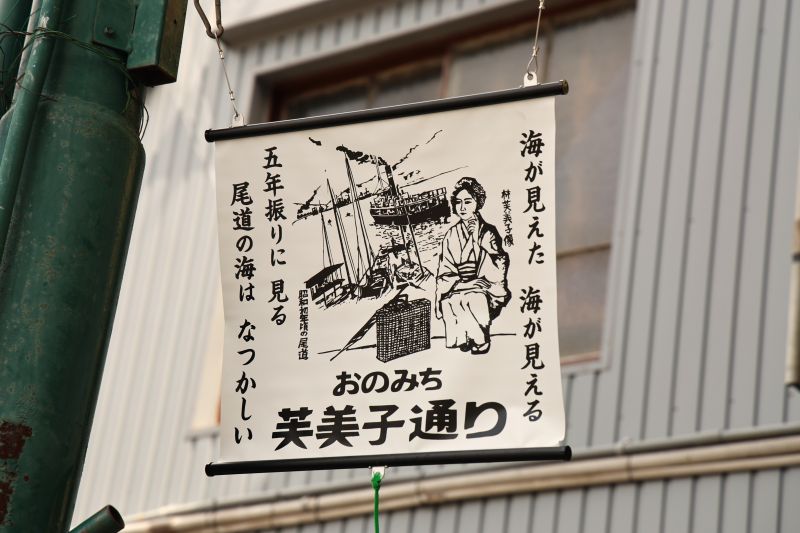 海が見えた 海が見える
五年振りに 見る
尾道の海は なつかしい
林芙美子像
昭和初年頃の尾道
おのみち
芙美子通り